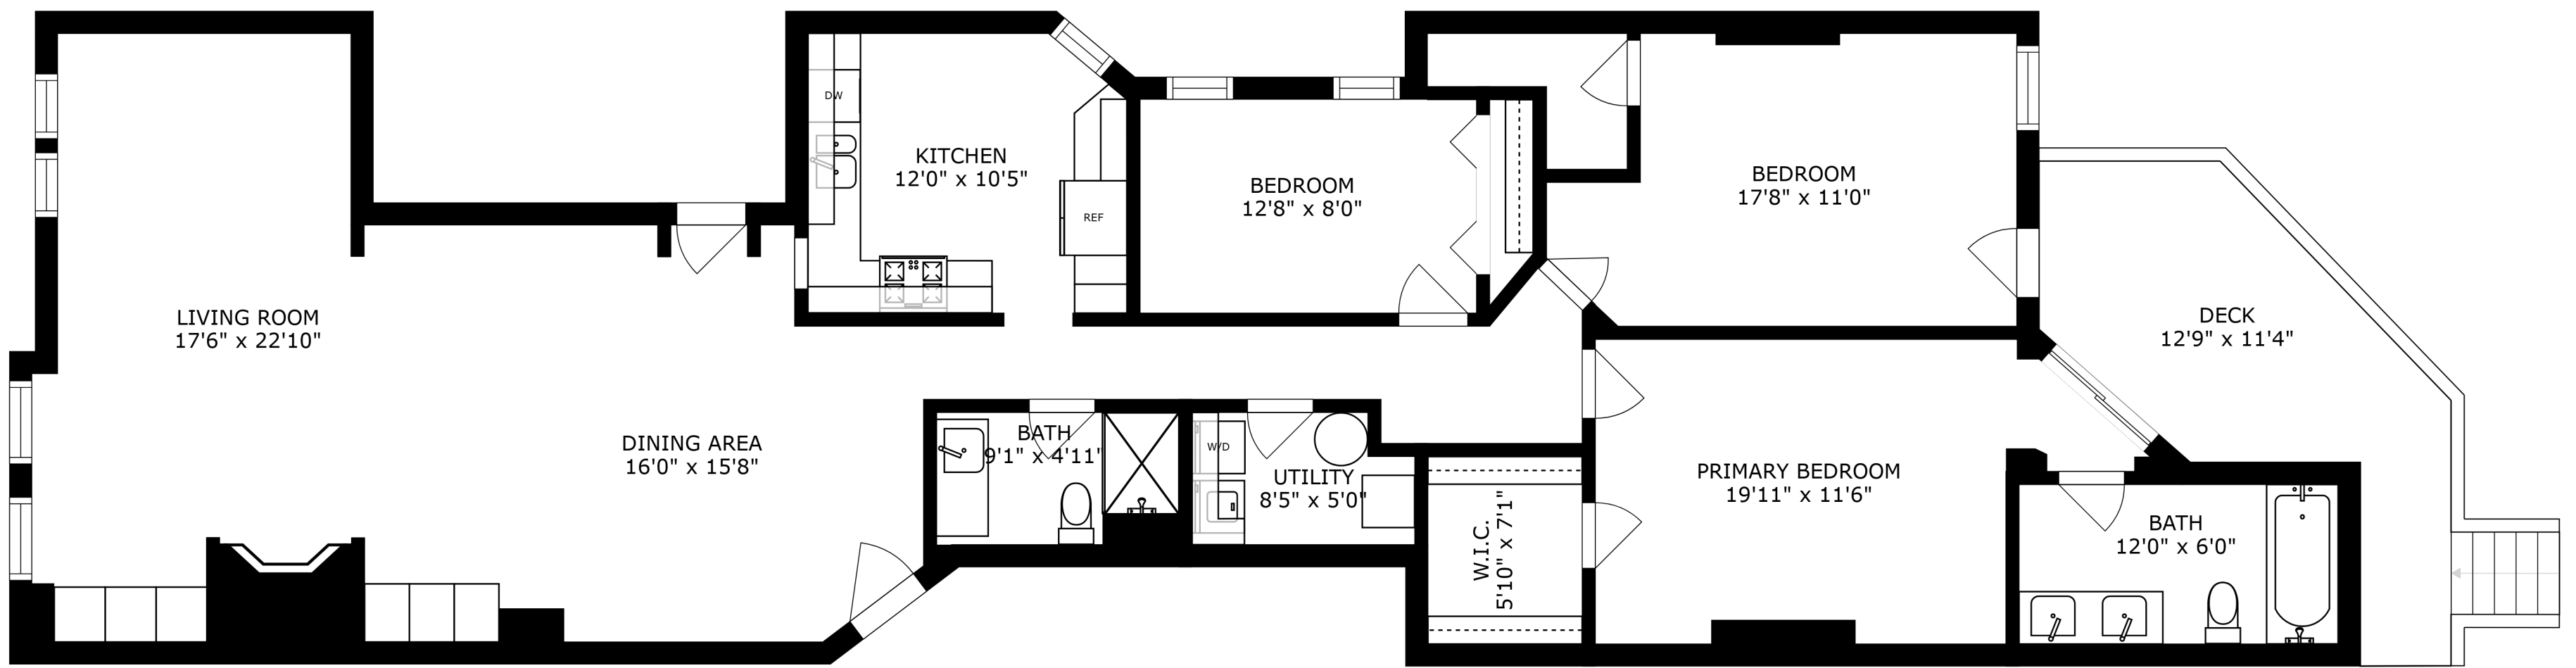 LIVING ROOM
17'6" x 22'10"
DINING AREA
16'0" x 15'8"
DW
KITCHEN
12'0" x 10'5"
REF
BEDROOM
12'8" x 8'0"
BATH
9'1" x 4'11"
W/D
UTILITY
8'5" x 5'0"
W.I.C.
5'10" x 7'1"
BEDROOM
17'8" x 11'0"
PRIMARY BEDROOM
19'11" x 11'6"
BATH
12'0" x 6'0"
DECK
12'9" x 11'4"